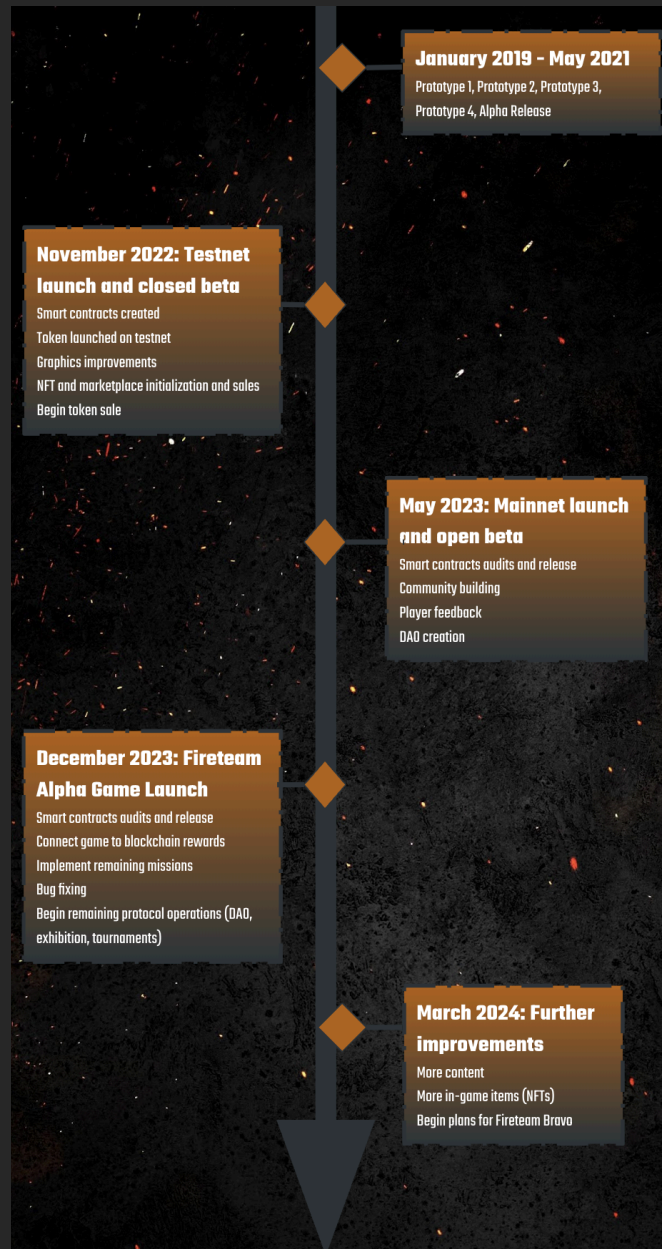 January 2019 - May 2021
Prototype 1, Prototype 2, Prototype 3,
Prototype 4, Alpha Release
November 2022: Testnet
launch and closed beta
Smart contracts created
Token launched on testnet
Graphics improvements
NFT and marketplace initialization and sales
Begin token sale
May 2023: Mainnet launch
and open beta
Smart contracts audits and release
Community building
Player feedback
DAO creation
December 2023: Fireteam
Alpha Game Launch
Smart contracts audits and release
Connect game to blockchain rewards
Implement remaining missions
Bug fixing
Begin remaining protocol operations (DAO,
exhibition, tournaments)
March 2024: Further
improvements
More content
More in-game items (NFTs)
Begin plans for Fireteam Bravo